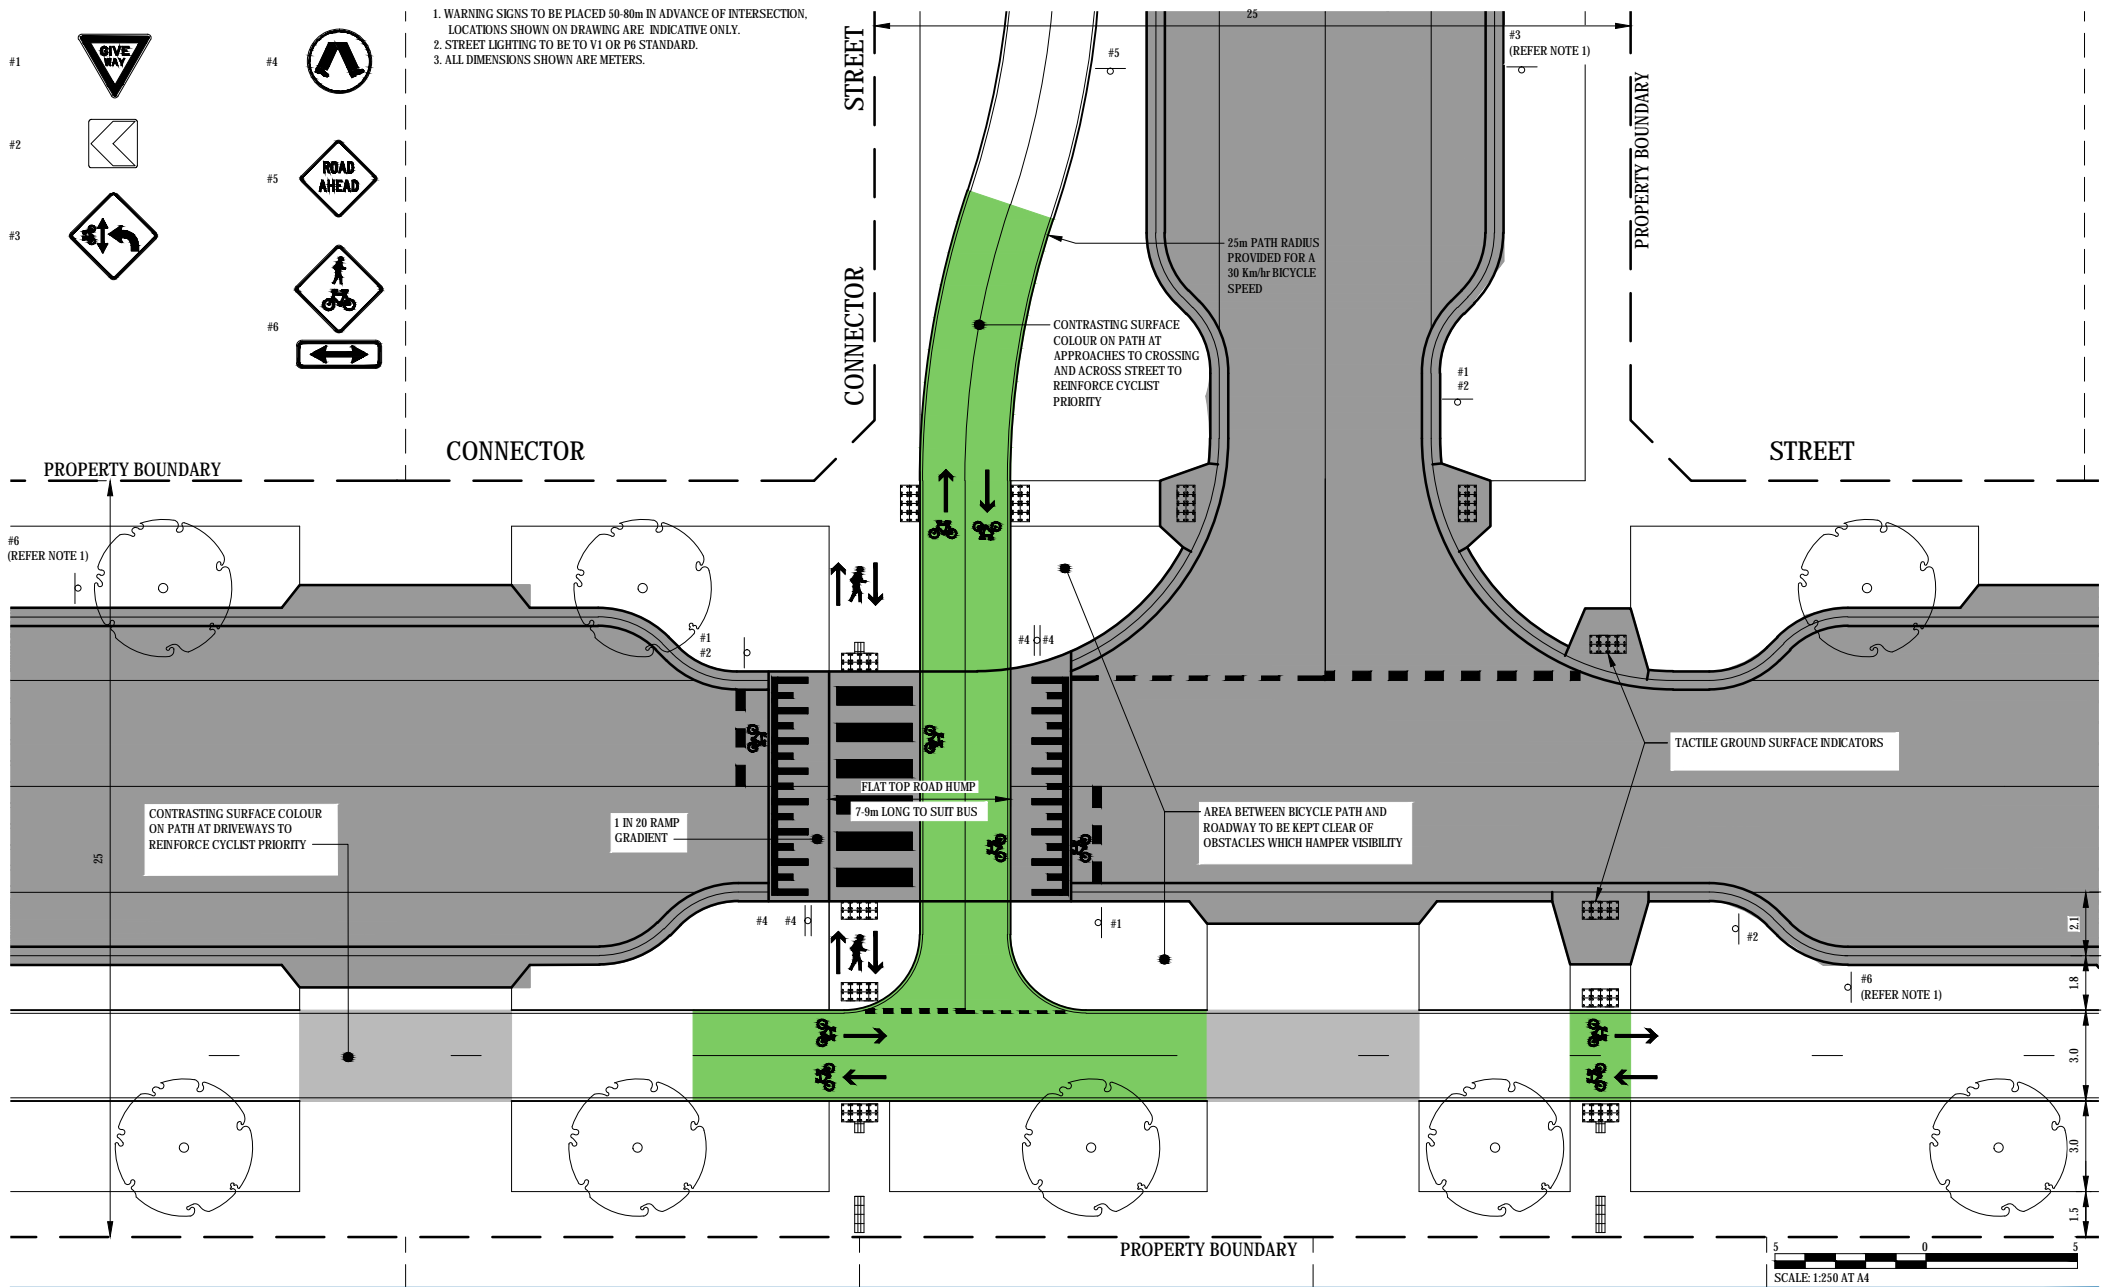 1. WARNING SIGNS TO BE PLACED 50-80m IN ADVANCE OF INTERSECTION,
LOCATIONS SHOWN ON DRAWING ARE INDICATIVE ONLY.
2. STREET LIGHTING TO BE TO V1 OR P6 STANDARD.
3. ALL DIMENSIONS SHOWN ARE METERS.
#1
GIVE
WAY
#4
#2
#5
ROAD
AHEAD
#3
#6
STREET
25
#5
#3
(REFER NOTE 1)
PROPERTY BOUNDARY
CONNECTOR
25m PATH RADIUS
PROVIDED FOR A
30 Km/hr BICYCLE
SPEED
CONTRASTING SURFACE
COLOUR ON PATH AT
APPROACHES TO CROSSING
AND ACROSS STREET TO
REINFORCE CYCLIST
PRIORITY
#1
#2
PROPERTY BOUNDARY
CONNECTOR
STREET
#6
(REFER NOTE 1)
#1
#2
#4 #4
TACTILE GROUND SURFACE INDICATORS
FLAT TOP ROAD HUMP
7-9m LONG TO SUIT BUS
CONTRASTING SURFACE COLOUR
ON PATH AT DRIVEWAYS TO
REINFORCE CYCLIST PRIORITY
1 IN 20 RAMP
GRADIENT
AREA BETWEEN BICYCLE PATH AND
ROADWAY TO BE KEPT CLEAR OF
OBSTACLES WHICH HAMPER VISIBILITY
25
#4 #4
#1
#2
2.1
#6
(REFER NOTE 1)
1.8
3.0
3.0
1.5
PROPERTY BOUNDARY
5 0 5
SCALE: 1:250 AT A4